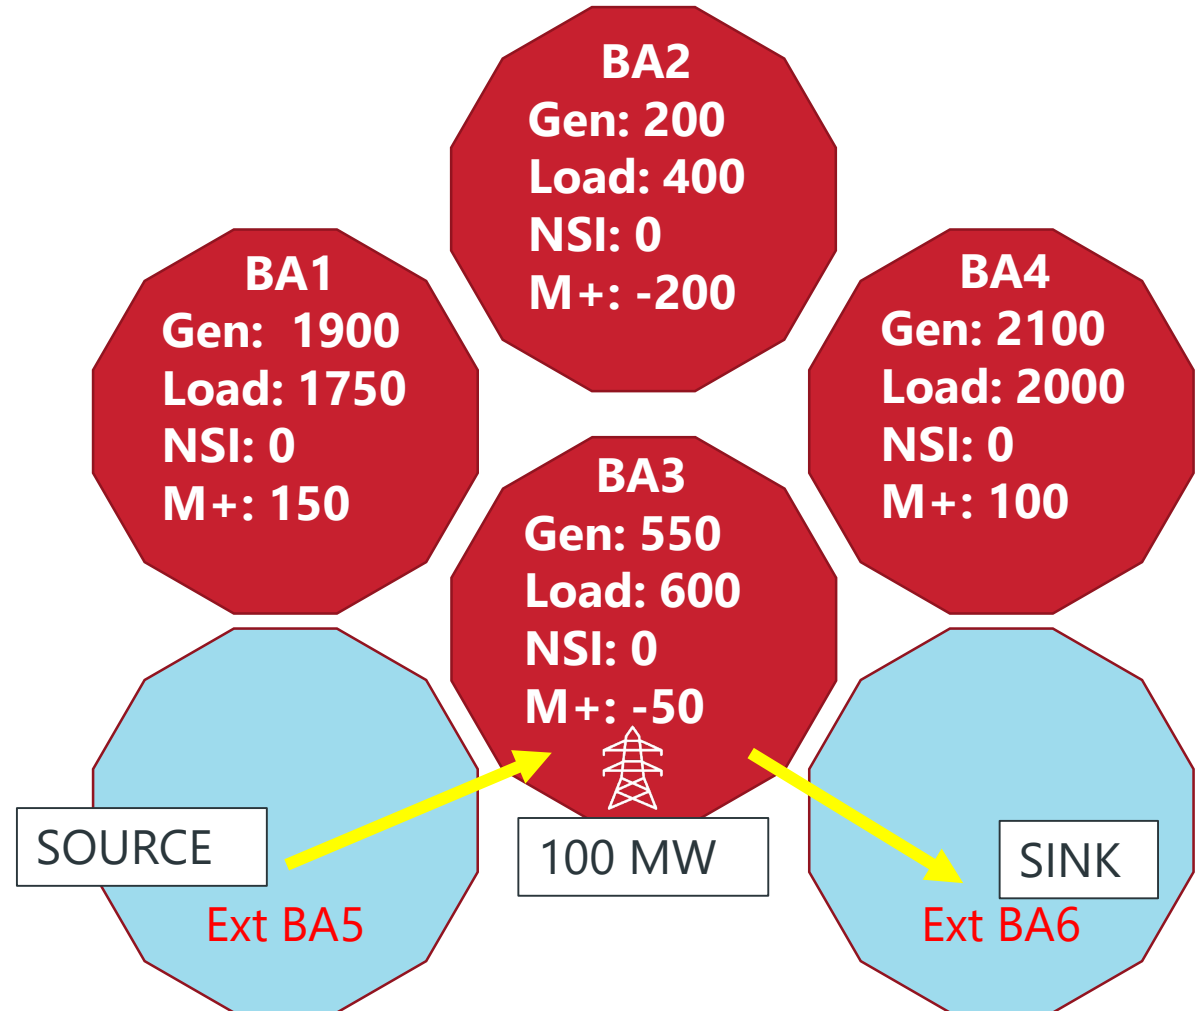 BA2
Gen: 200
Load: 400
NSI: 0
M+: -200
BA1
Gen: 1900
Load: 1750
NSI: 0
M+: 150
BA4
Gen: 2100
Load: 2000
NSI: 0
M+: 100
BA3
Gen: 550
Load: 600
NSI: 0
M+: -50
SOURCE
100 MW
SINK
Ext BA5
Ext BA6